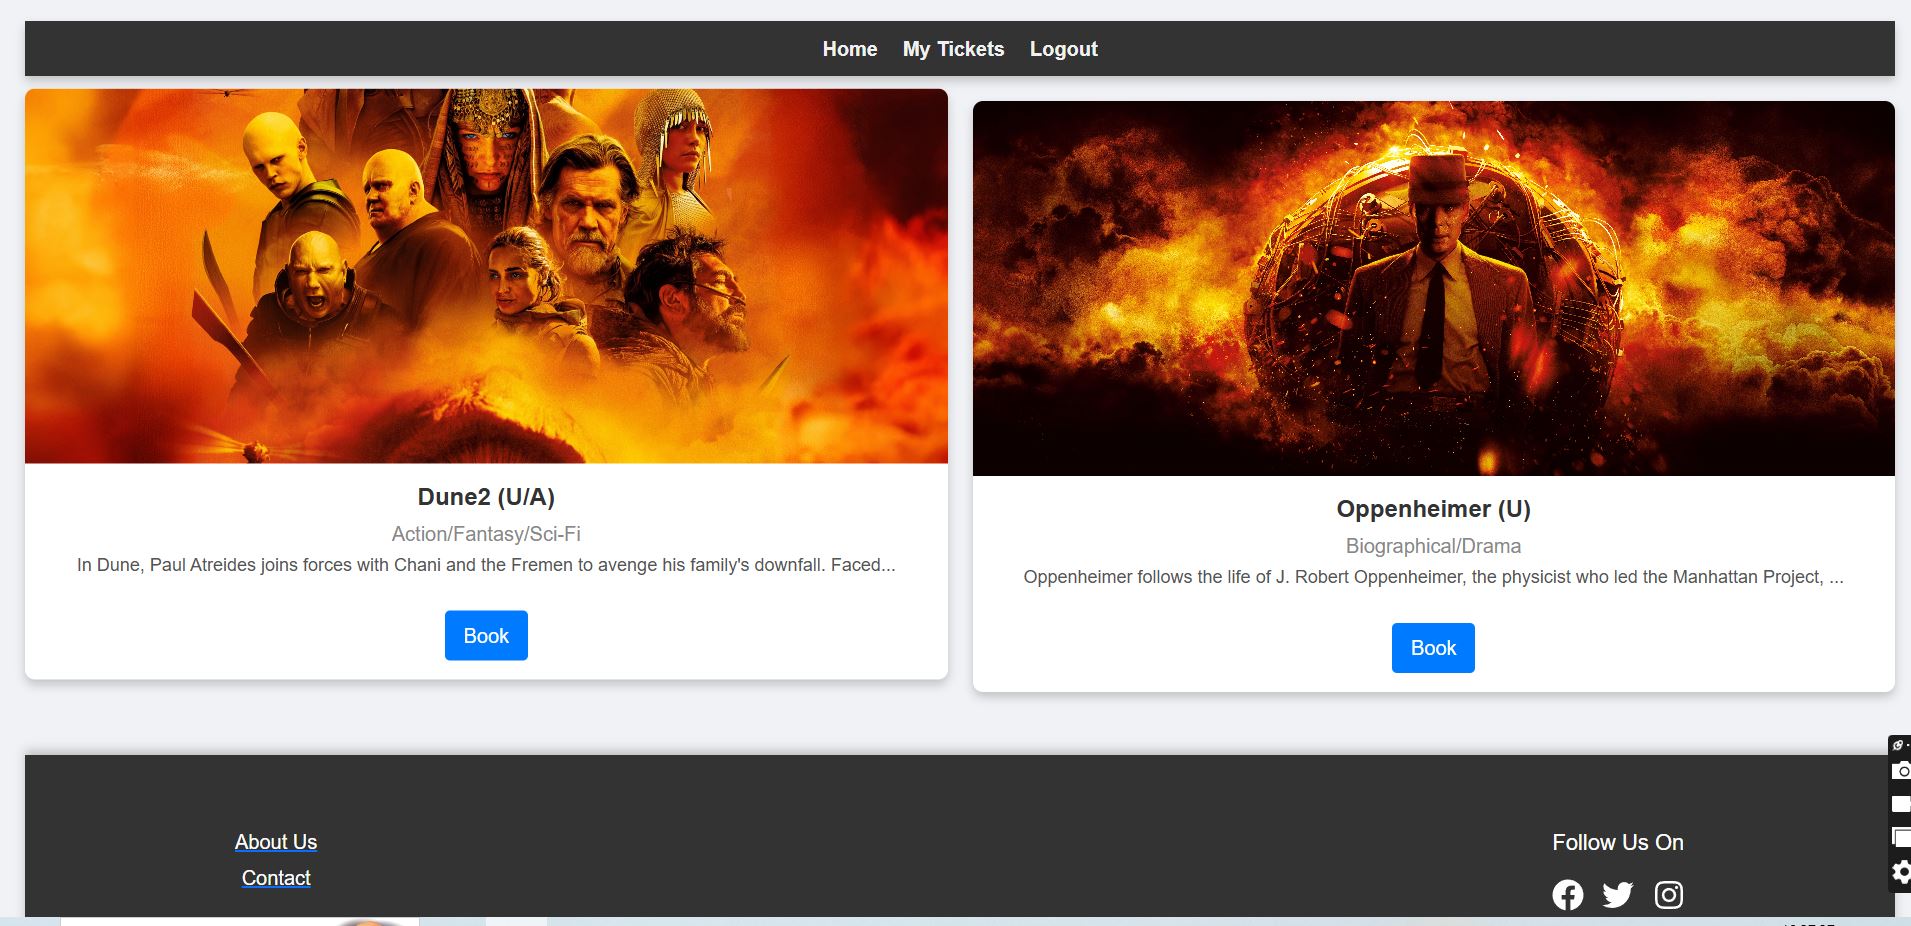 Home My Tickets Logout
Dune2 (U/A)
Action/Fantasy/Sci-Fi
In Dune, Paul Atreides joins forces with Chani and the Fremen to avenge his family's downfall. Faced...
Book
Oppenheimer (U)
Biographical/Drama
Oppenheimer follows the life of J. Robert Oppenheimer, the physicist who led the Manhattan Project, ...
Book
About Us
Contact
Follow Us On